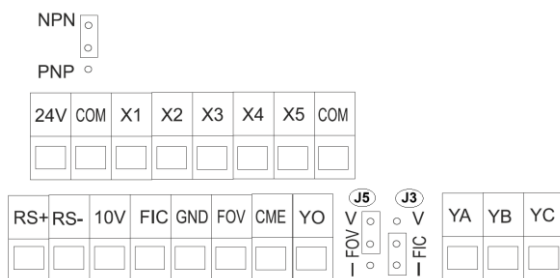 NPN
PNP
24V COM X1 X2 X3 X4 X5 COM
J5 J3
RS+ RS- 10V FIC GND FOV CME YO V V YA YB YC
I FOV I FIC